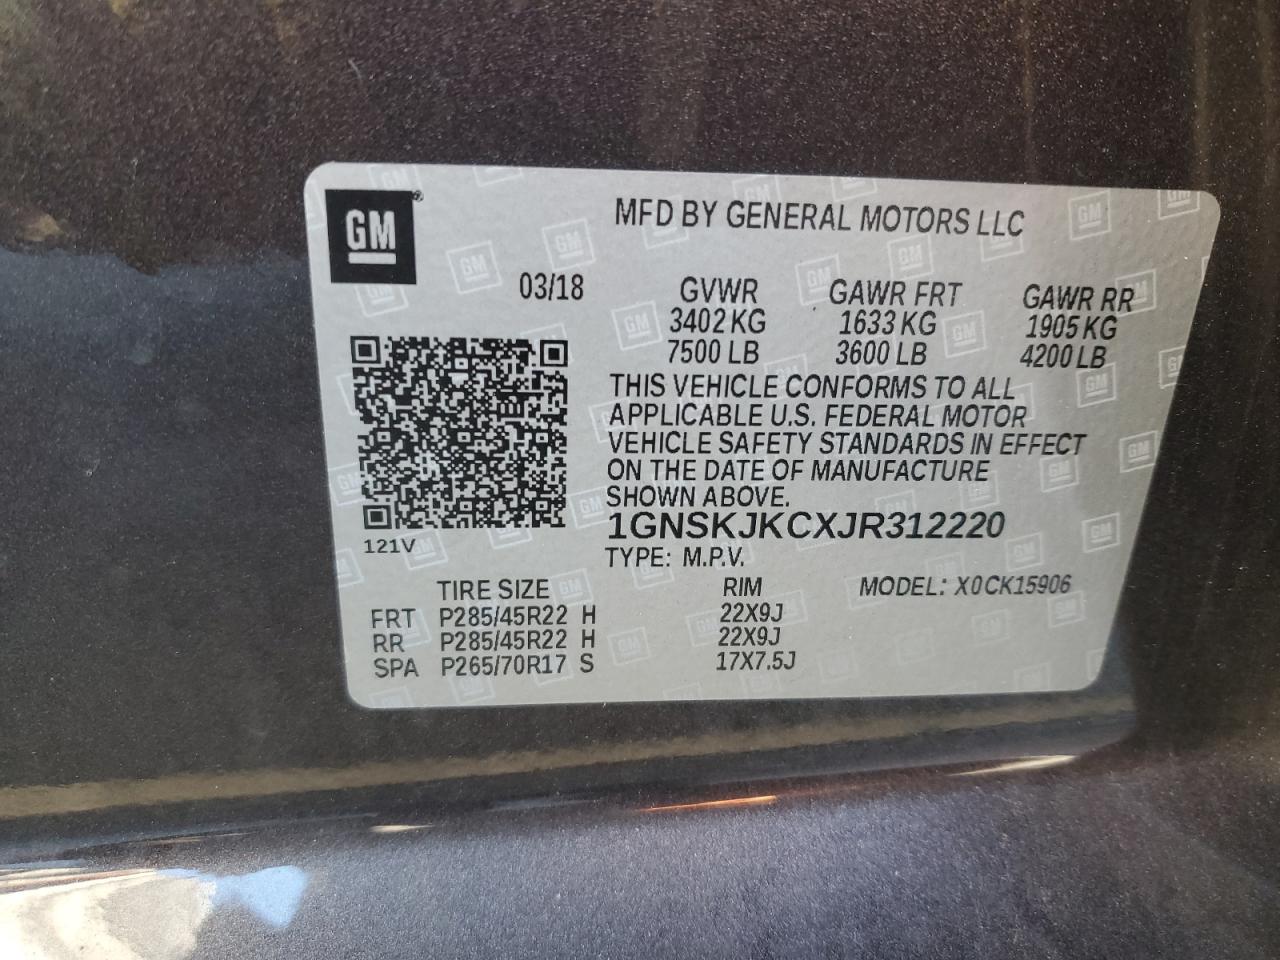 GM
MFD BY GENERAL MOTORS LLC
03/18 GVWR GAWR FRT GAWR RR
3402 KG 1633 KG 1905 KG
7500 LB 3600 LB 4200 LB
THIS VEHICLE CONFORMS TO ALL
APPLICABLE U.S. FEDERAL MOTOR
VEHICLE SAFETY STANDARDS IN EFFECT
ON THE DATE OF MANUFACTURE
SHOWN ABOVE.
1GNSKJKCXJR312220
121V
TYPE: M.P.V.
TIRE SIZE RIM MODEL: X0CK15906
FRT P285/45R22 H 22X9J
RR P285/45R22 H 22X9J
SPA P265/70R17 S 17X7.5J